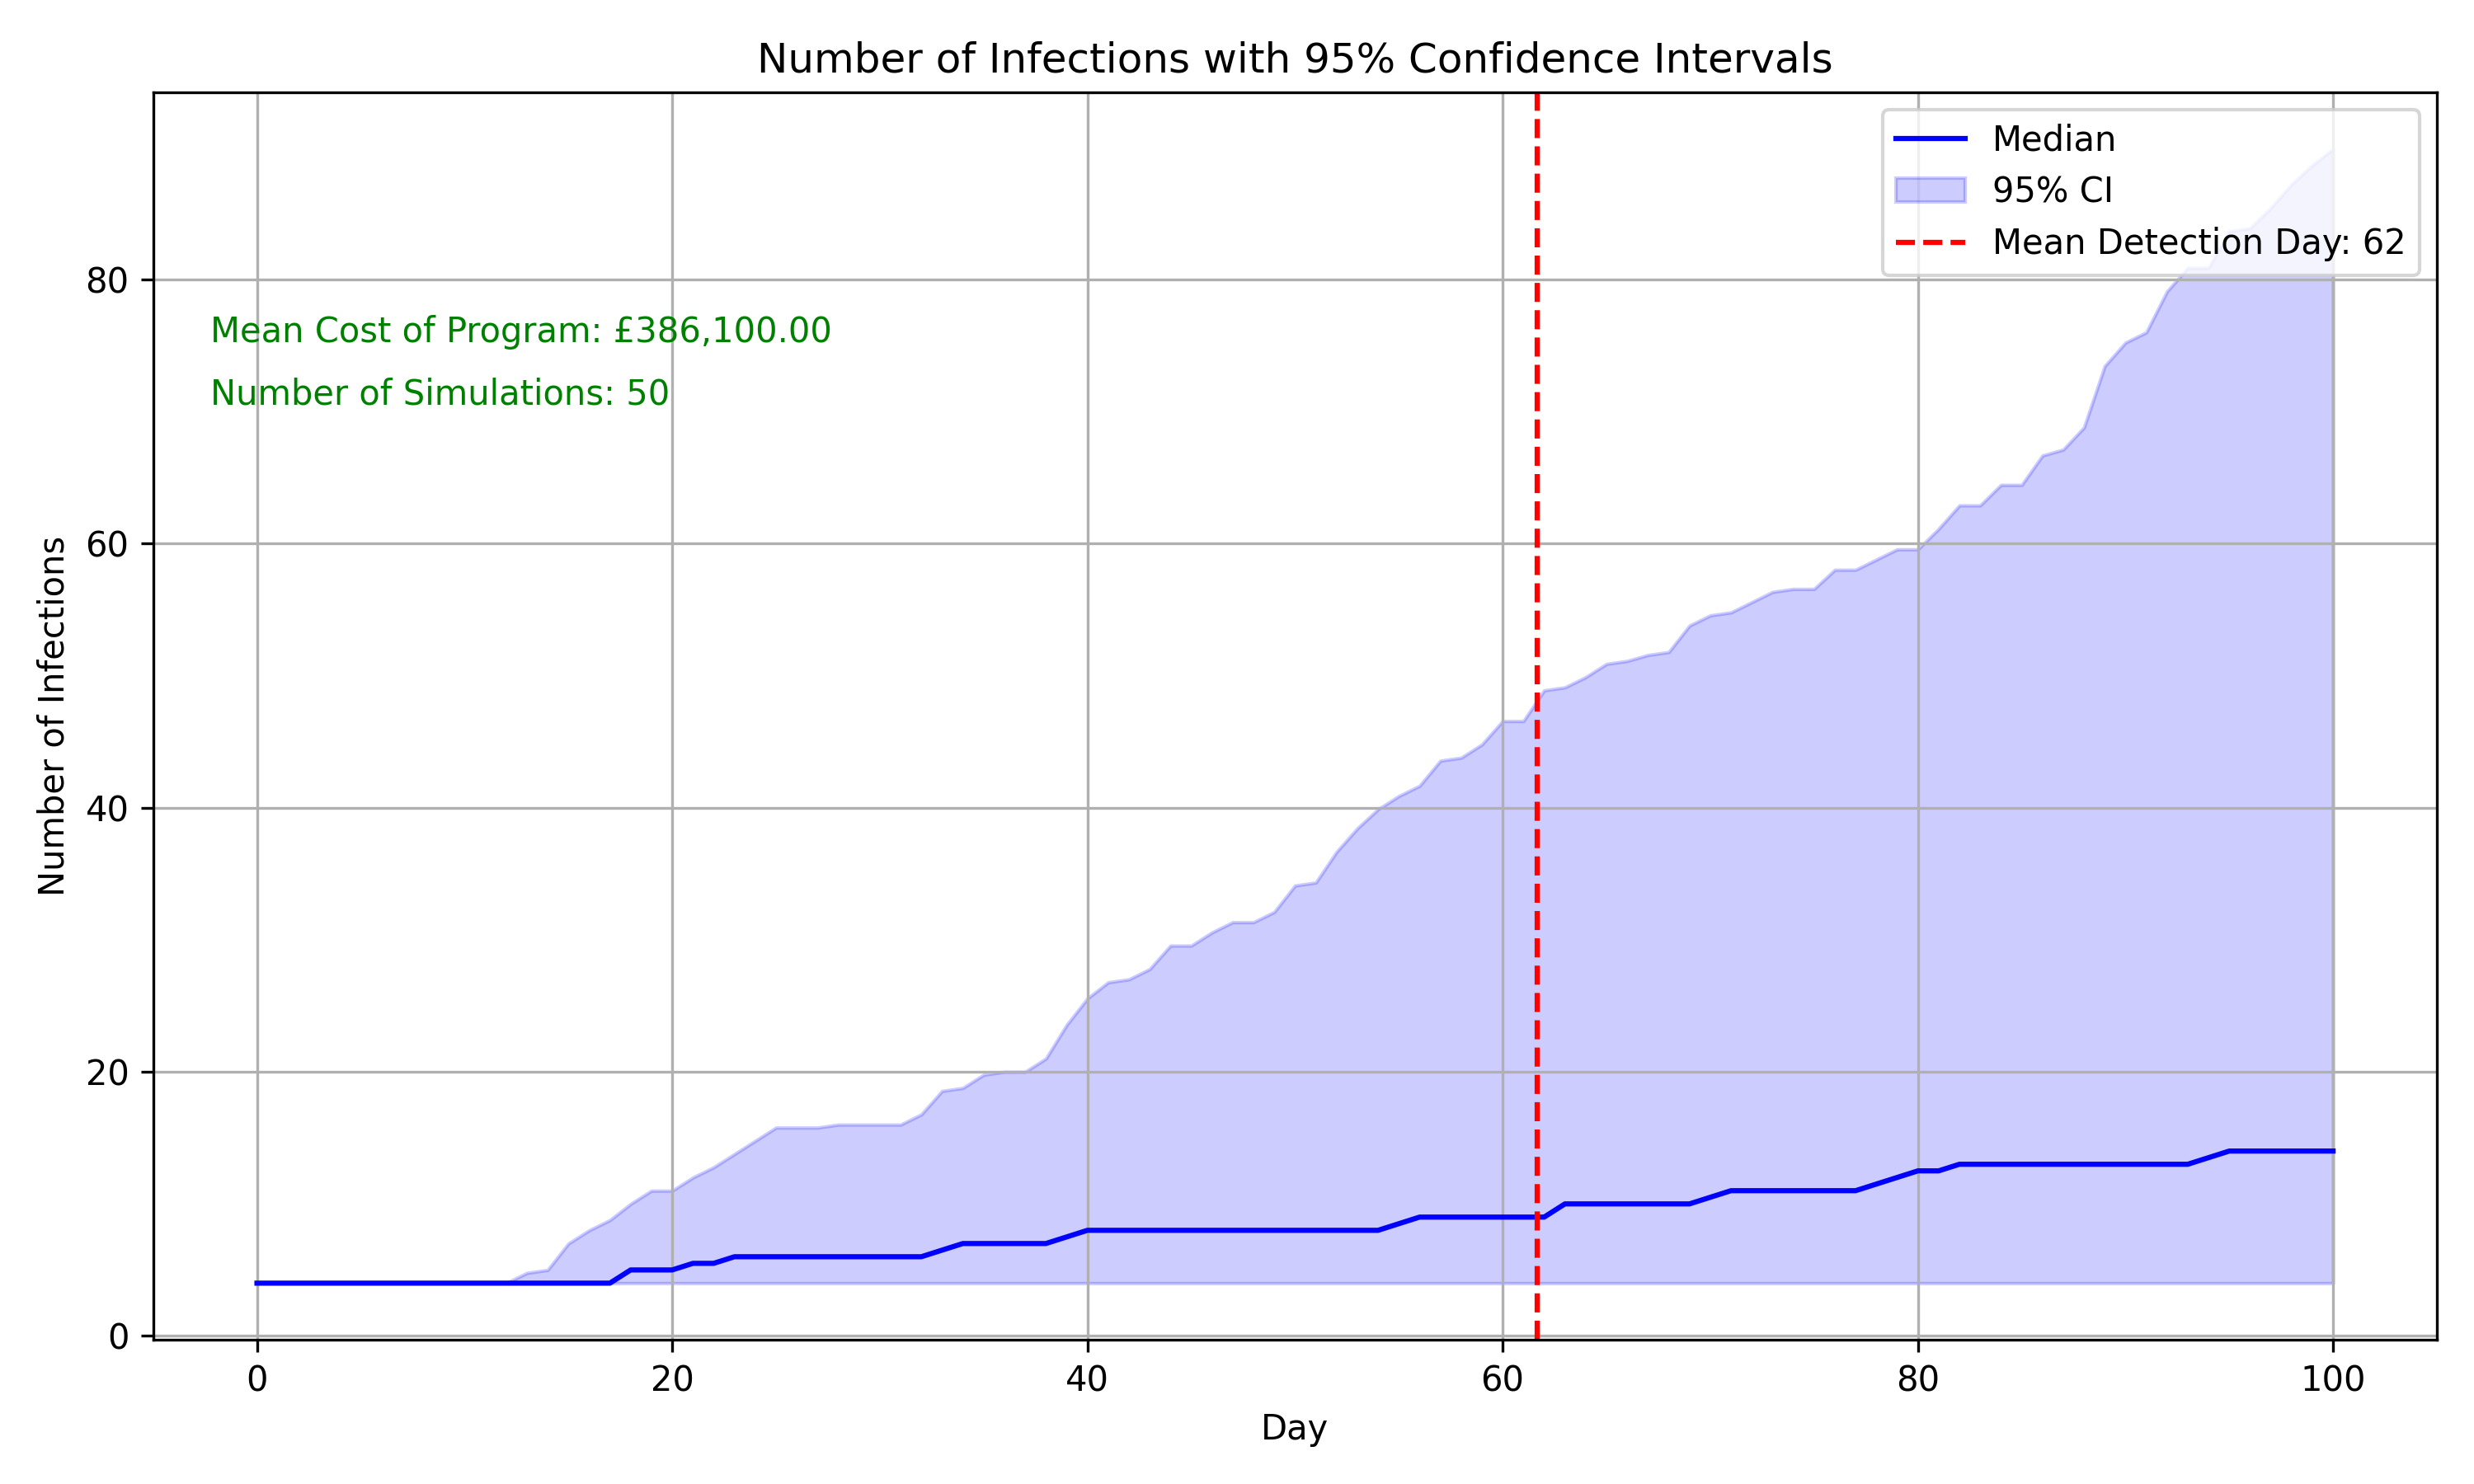 Number of Infections with 95% Confidence Intervals
Median
95% CI
Mean Detection Day: 62
Mean Cost of Program: £386,100.00
Number of Simulations: 50
Number of Infections
80
60
40
20
0
0 20 40 60 80 100
Day